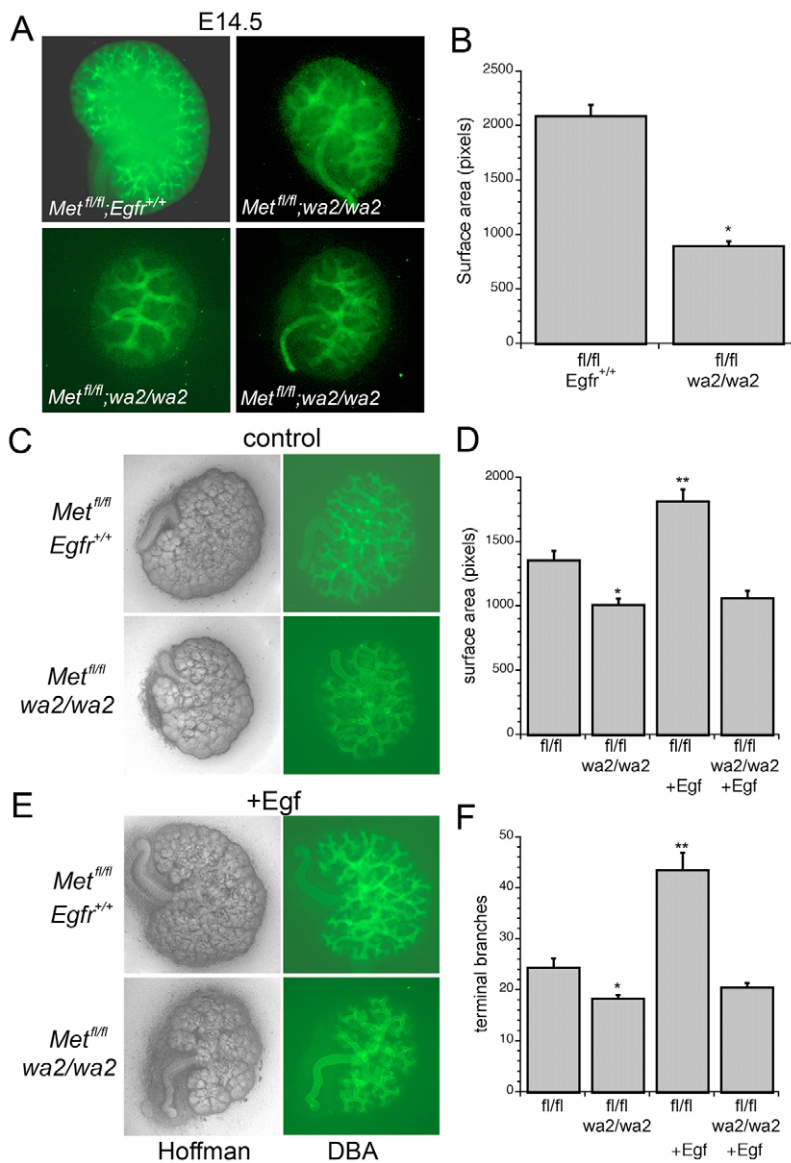 A
E14.5
Met^fl/fl;Egfr^+/+
Met^fl/fl;wa2/wa2
Met^fl/fl;wa2/wa2
Met^fl/fl;wa2/wa2
B
Surface area (pixels)
2500
2000
1500
1000
500
0
*
fl/fl
Egfr^+/+
fl/fl
wa2/wa2
C
control
Met^fl/fl
Egfr^+/+
Met^fl/fl
wa2/wa2
D
surface area (pixels)
2000
1500
1000
500
0
*
**
fl/fl
fl/fl
wa2/wa2
fl/fl
+Egf
fl/fl
wa2/wa2
+Egf
E
+Egf
Met^fl/fl
Egfr^+/+
Met^fl/fl
wa2/wa2
Hoffman
DBA
F
terminal branches
50
40
30
20
10
0
*
**
fl/fl
fl/fl
wa2/wa2
fl/fl
+Egf
fl/fl
wa2/wa2
+Egf